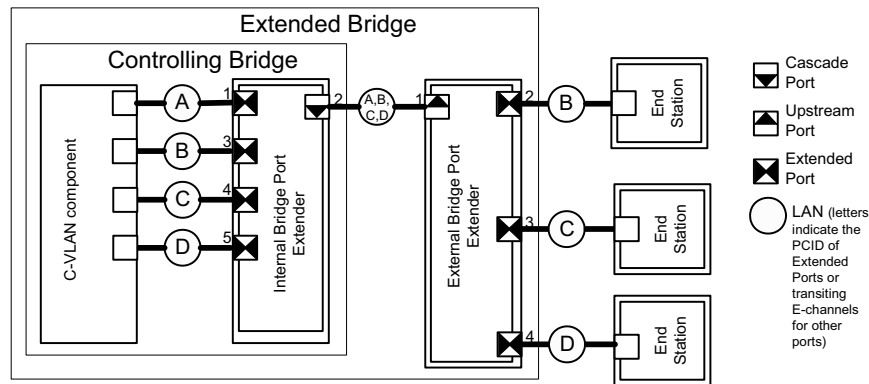 Extended Bridge
Controlling Bridge
C-VLAN component
A
B
C
D
1
3
4
5
Internal Bridge Port
Extender
2
A,B,
C,D
1
External Bridge Port
Extender
2
3
4
B
C
D
End
Station
End
Station
End
Station
Cascade
Port
Upstream
Port
Extended
Port
LAN (letters
indicate the
PCID of
Extended
Ports or
transiting
E-channels
for other
ports)